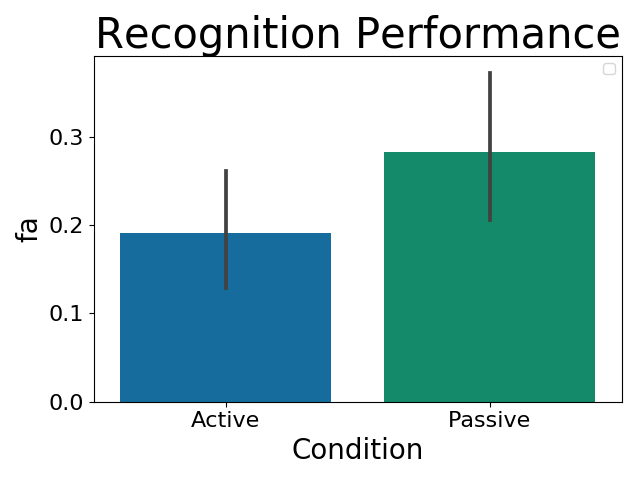 Recognition Performance
0.3
0.2
0.1
0.0
fa
Active Passive
Condition